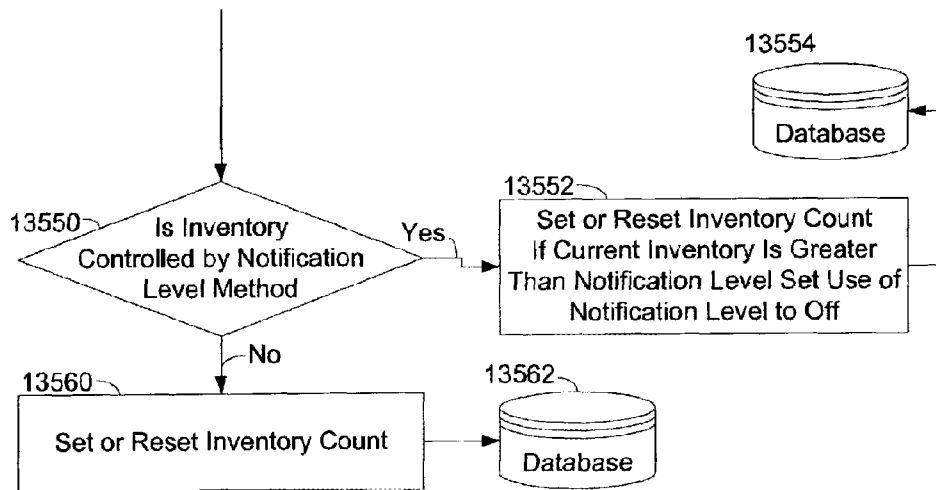 13554
Database
13552
Set or Reset Inventory Count
If Current Inventory Is Greater
Than Notification Level Set Use of
Notification Level to Off
13550
Is Inventory
Controlled by Notification
Level Method
Yes
No
13560
Set or Reset Inventory Count
13562
Database